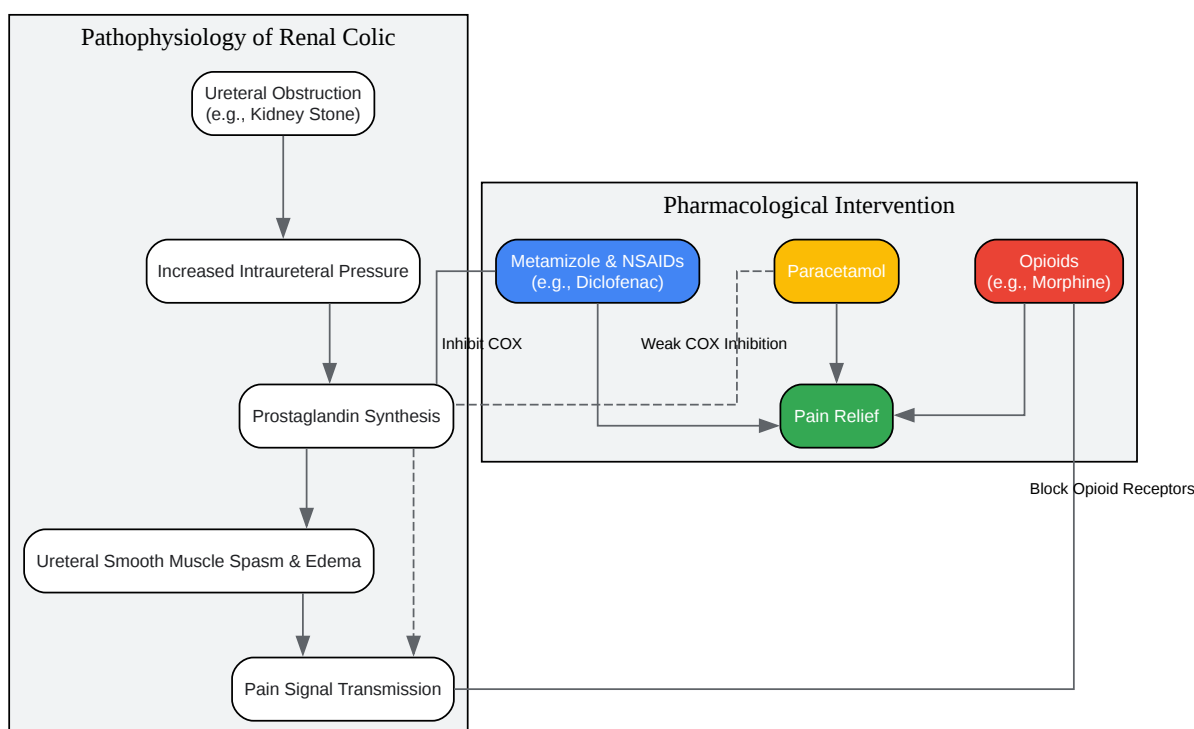 Pathophysiology of Renal Colic
Ureteral Obstruction
(e.g., Kidney Stone)
Increased Intraureteral Pressure
Prostaglandin Synthesis
Ureteral Smooth Muscle Spasm & Edema
Pain Signal Transmission
Pharmacological Intervention
Metamizole & NSAIDs
(e.g., Diclofenac)
Paracetamol
Opioids
(e.g., Morphine)
Inhibit COX
Weak COX Inhibition
Pain Relief
Block Opioid Receptors